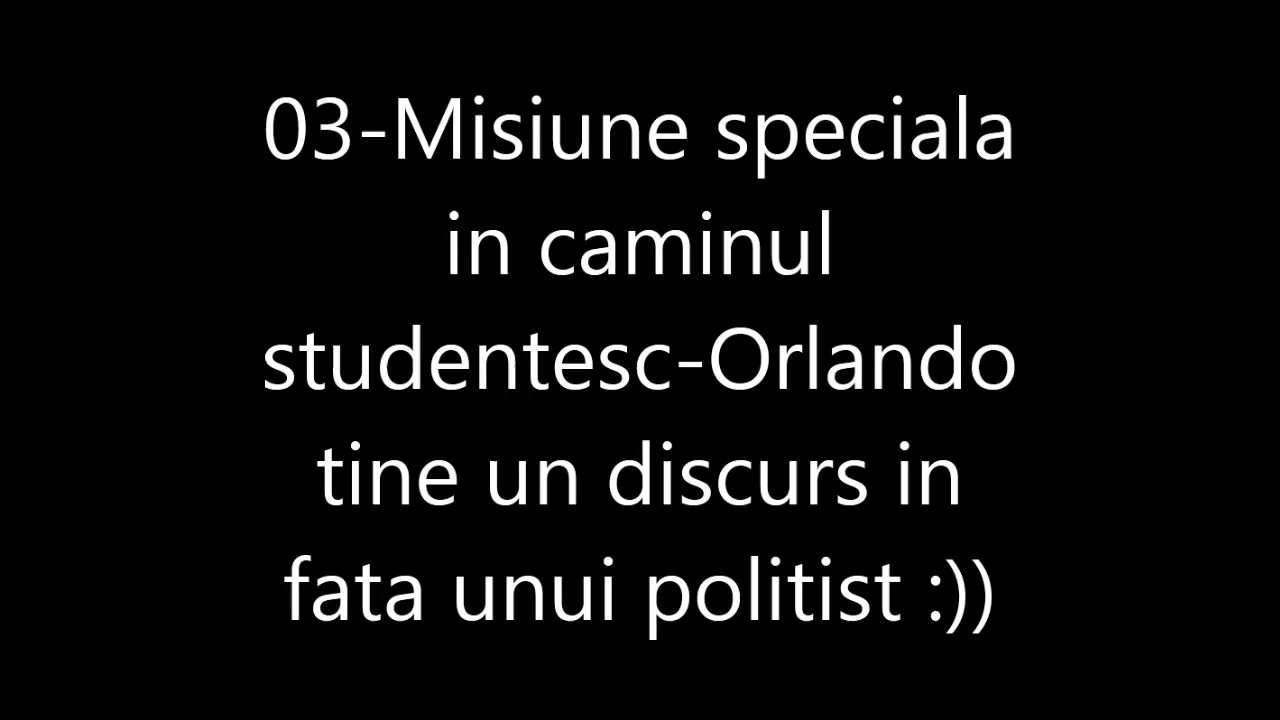 03-Misiune speciala
in caminul
studentesc-Orlando
tine un discurs in
fata unui politist :))